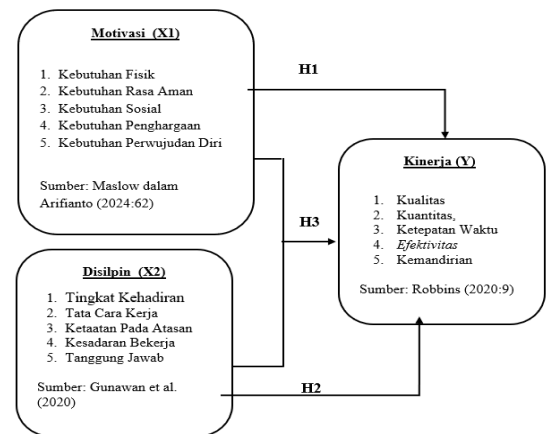 Motivasi (X1)
1. Kebutuhan Fisik
2. Kebutuhan Rasa Aman
3. Kebutuhan Sosial
4. Kebutuhan Penghargaan
5. Kebutuhan Perwujudan Diri
Sumber: Maslow dalam
Arifianto (2024:62)
H1
H3
Kinerja (Y)
1. Kualitas
2. Kuantitas,
3. Ketepatan Waktu
4. Efektivitas
5. Kemandirian
Sumber: Robbins (2020:9)
Disilpin (X2)
1. Tingkat Kehadiran
2. Tata Cara Kerja
3. Ketaatan Pada Atasan
4. Kesadaran Bekerja
5. Tanggung Jawab
Sumber: Gunawan et al.
(2020)
H2